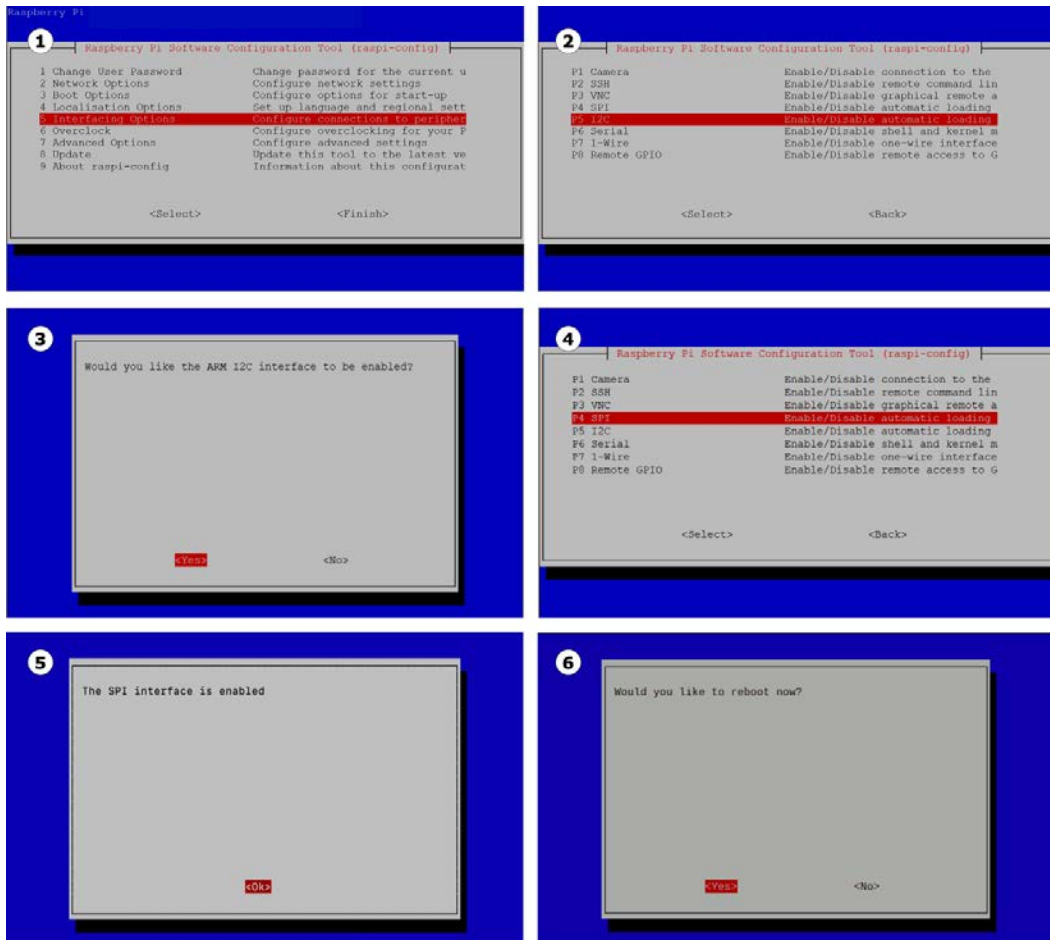 Raspberry Pi
1
Raspberry Pi Software Configuration Tool (raspi-config)
1 Change User Password Change password for the current u
2 Network Options Configure network settings
3 Boot Options Configure options for start-up
4 Localisation Options Set up language and regional sett
5 Interfacing Options Configure connections to peripher
6 Overclock Configure overclocking for your P
7 Advanced Options Configure advanced settings
8 Update Update this tool to the latest ve
9 About raspi-config Information about this configurat
<Select> <Finish>
2
Raspberry Pi Software Configuration Tool (raspi-config)
P1 Camera Enable/Disable connection to the
P2 SSH Enable/Disable remote command lin
P3 VNC Enable/Disable graphical remote a
P4 SPI Enable/Disable automatic loading
P5 I2C Enable/Disable automatic loading
P6 Serial Enable/Disable shell and kernel m
P7 1-Wire Enable/Disable one-wire interface
P8 Remote GPIO Enable/Disable remote access to G
<Select> <Back>
3
Would you like the ARM I2C interface to be enabled?
<Yes> <No>
4
Raspberry Pi Software Configuration Tool (raspi-config)
P1 Camera Enable/Disable connection to the
P2 SSH Enable/Disable remote command lin
P3 VNC Enable/Disable graphical remote a
P4 SPI Enable/Disable automatic loading
P5 I2C Enable/Disable automatic loading
P6 Serial Enable/Disable shell and kernel m
P7 1-Wire Enable/Disable one-wire interface
P8 Remote GPIO Enable/Disable remote access to G
<Select> <Back>
5
The SPI interface is enabled
<Ok>
6
Would you like to reboot now?
<Yes> <No>